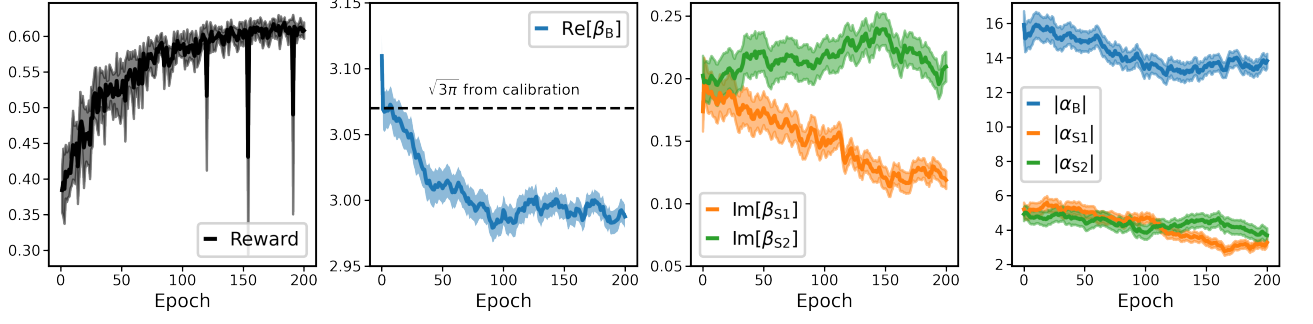 0.60
0.55
0.50
0.45
0.40
0.35
0.30
Reward
0 50 100 150 200
Epoch
3.15
3.10
3.05
3.00
2.95
Re[β_B]
√3π from calibration
0 50 100 150 200
Epoch
0.25
0.20
0.15
0.10
0.05
Im[β_S1]
Im[β_S2]
0 50 100 150 200
Epoch
16
14
12
10
8
6
4
2
|α_B|
|α_S1|
|α_S2|
0 50 100 150 200
Epoch